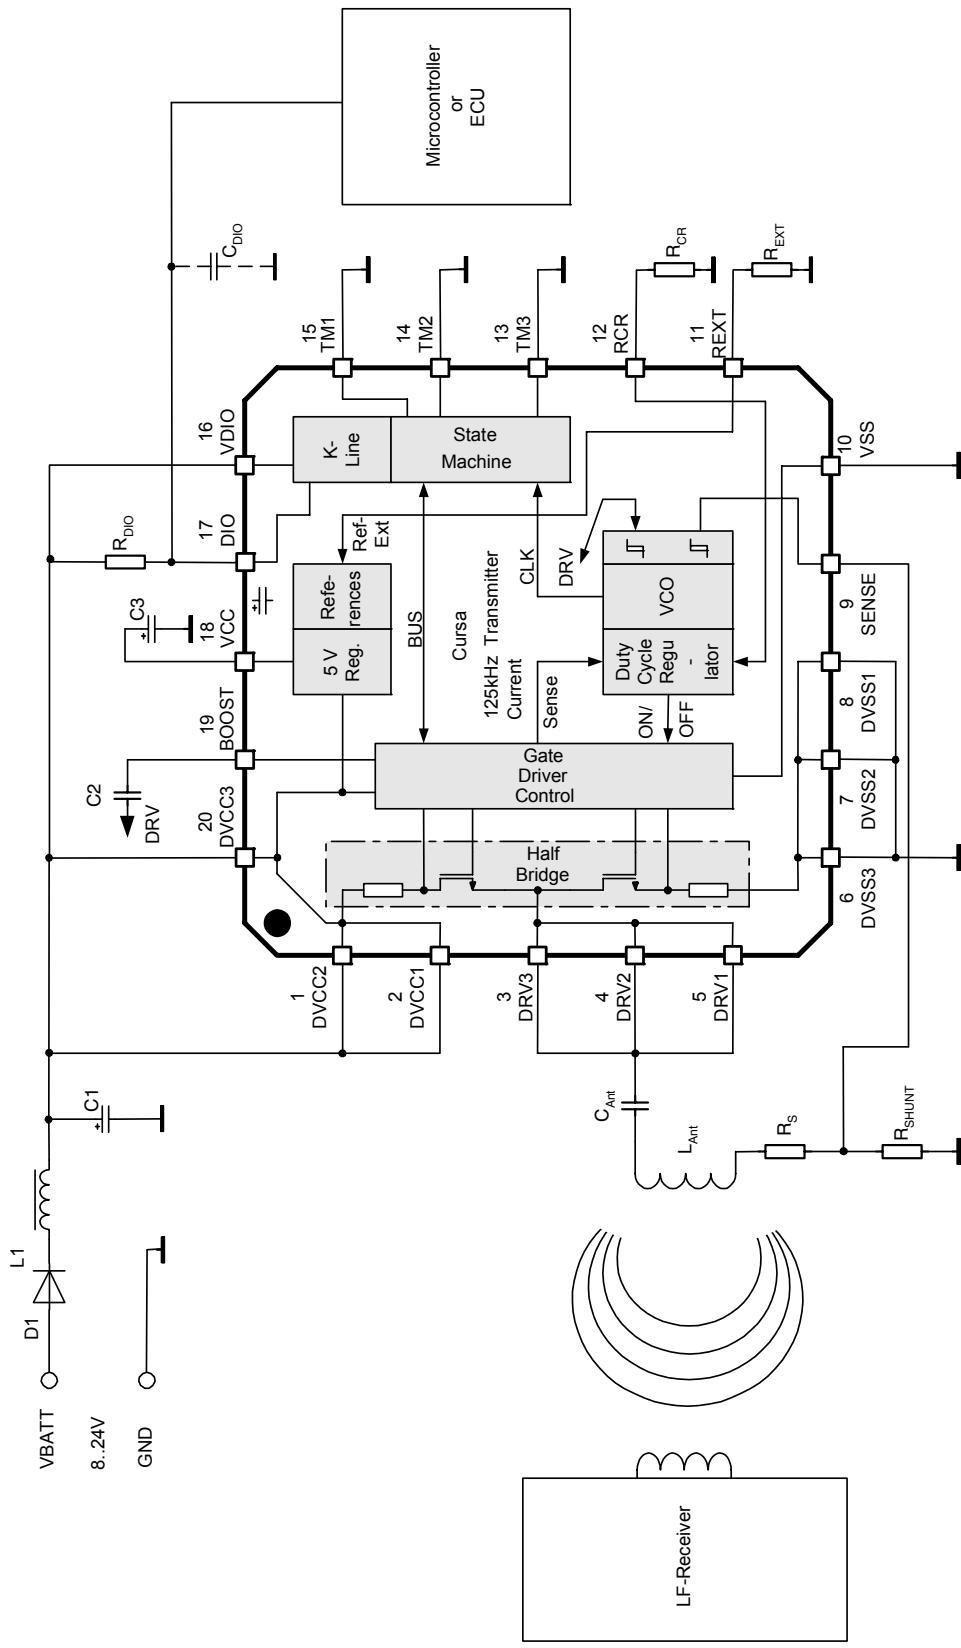 VBATT
8..24V
GND
D1
L1
C1
C2
DRV
C3
R_DIO
C_DIO
Microcontroller
or
ECU
20
DVCC3
19
BOOST
18
VCC
17
DIO
16
VDIO
1
DVCC2
2
DVCC1
3
DRV3
4
DRV2
5
DRV1
15
TM1
14
TM2
13
TM3
12
RCR
11
REXT
R_CR
R_EXT
5 V
Reg.
Refe-
rences
Ref-
Ext
K-
Line
State
Machine
BUS
Cursa
125kHz Transmitter
Current
Sense
CLK
DRV
Half
Bridge
Gate
Driver
Control
ON/
OFF
Duty
Cycle
Regu
-
lator
VCO
6
DVSS3
7
DVSS2
8
DVSS1
9
SENSE
10
VSS
C_Ant
L_Ant
R_S
R_SHUNT
LF-Receiver